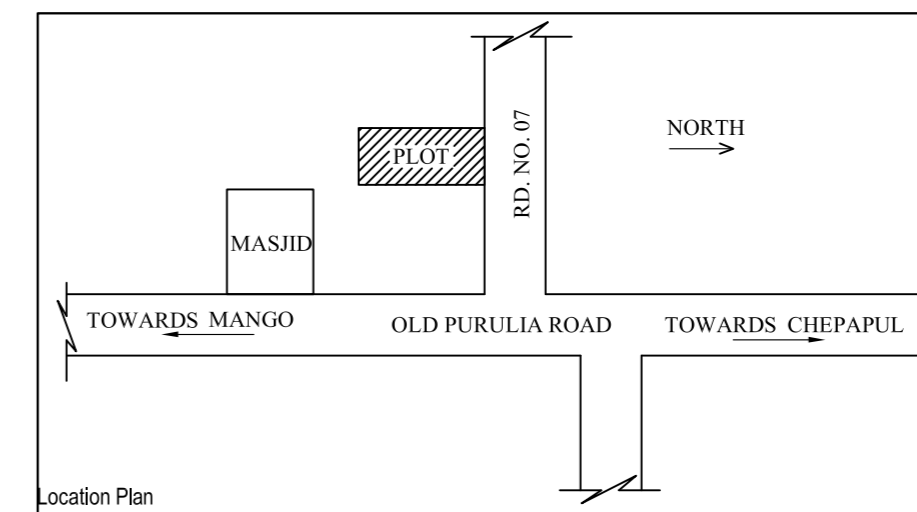 NORTH
RD. NO. 07
PLOT
MASJID
TOWARDS MANGO
OLD PURULIA ROAD
TOWARDS CHEPAPUL
Location Plan